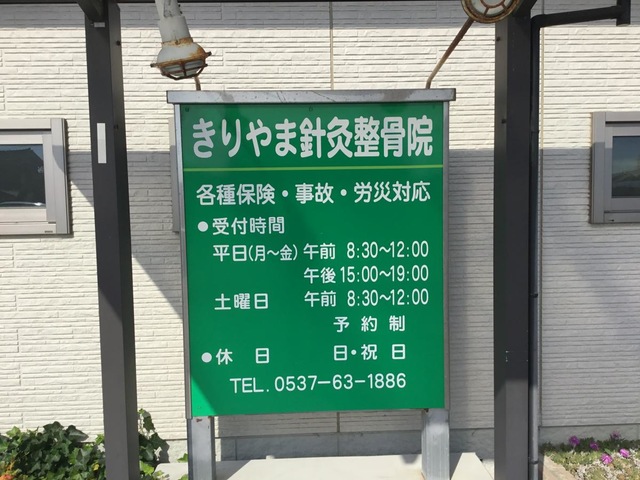 きりやま針灸整骨院
各種保険・事故・労災対応
●受付時間
平日(月〜金) 午前 8:30〜12:00
午後 15:00〜19:00
土曜日 午前 8:30〜12:00
予約制
●休日 日・祝日
TEL. 0537-63-1886